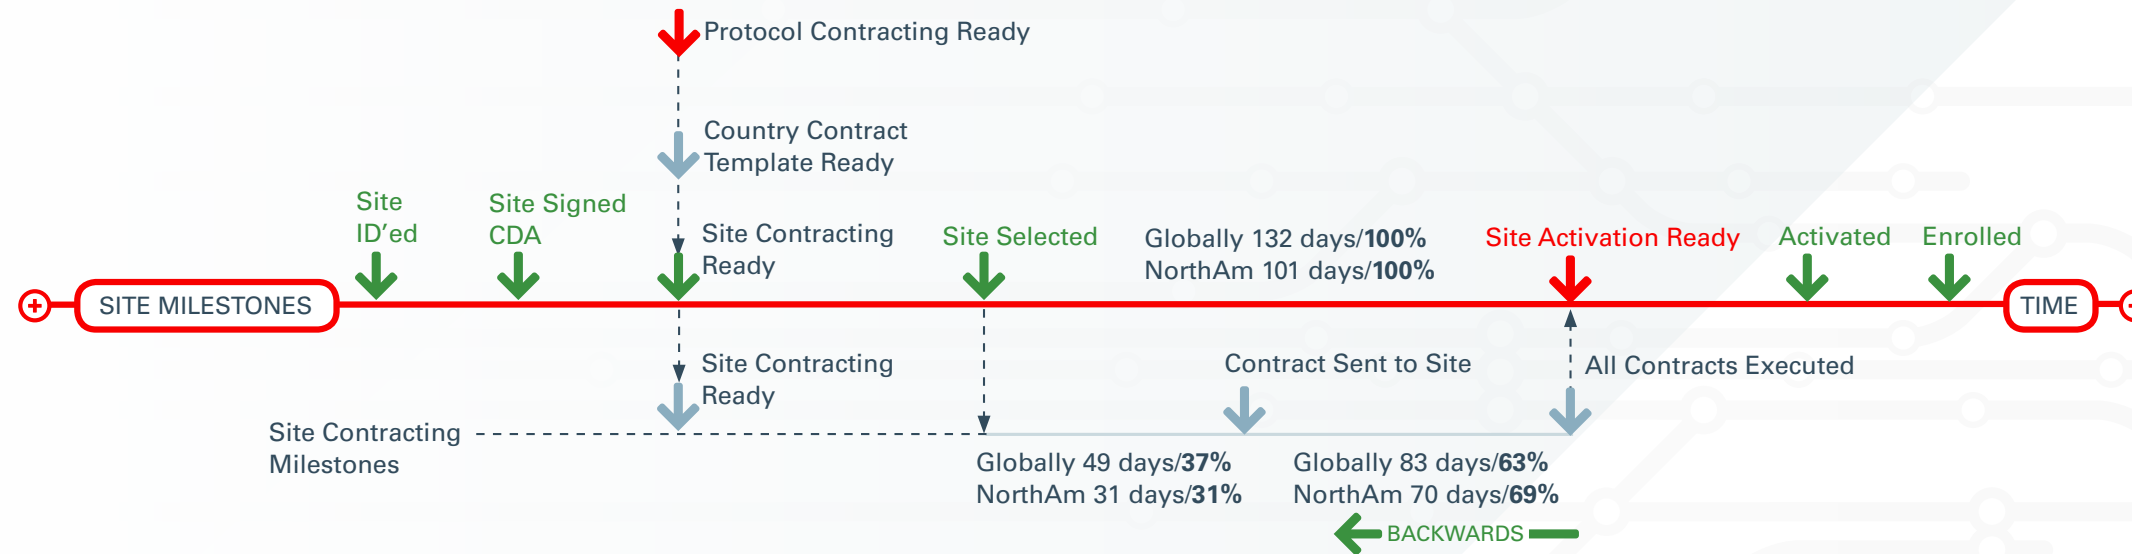 Protocol Contracting Ready
Country Contract
Template Ready
Site
ID’ed
Site Signed
CDA
Site Contracting
Ready
Site Selected
Globally 132 days/100%
NorthAm 101 days/100%
Site Activation Ready
Activated
Enrolled
SITE MILESTONES
TIME
Site Contracting
Ready
Contract Sent to Site
All Contracts Executed
Site Contracting
Milestones
Globally 49 days/37%
NorthAm 31 days/31%
Globally 83 days/63%
NorthAm 70 days/69%
BACKWARDS